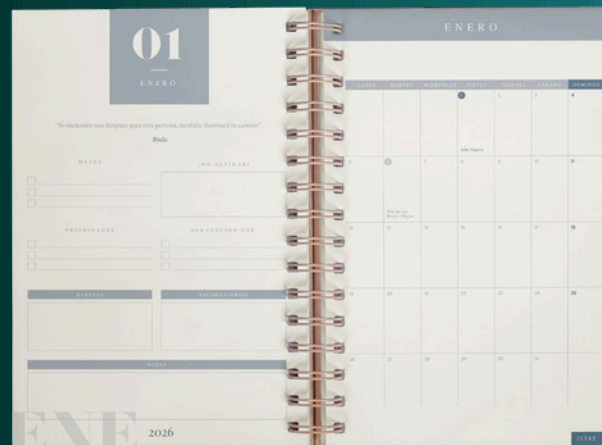 01
ENERO
"Si enciendes una lámpara para otra persona, también iluminará tu camino".
Buda
METAS
¡NO OLVIDAR!
PRIORIDADES
GRATITUD POR
EVENTOS
RECORDATORIOS
NOTAS
ENE
2026
ENERO
LUNES MARTES MIÉRCOLES JUEVES VIERNES SÁBADO DOMINGO
1 2 3 4
Año Nuevo
5 6 7 8 9 10 11
Día de los
Reyes Magos
12 13 14 15 16 17 18
19 20 21 22 23 24 25
26 27 28 29 30 31